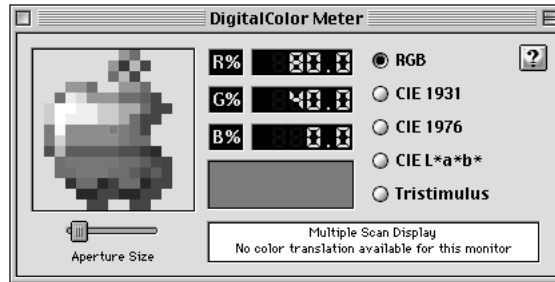 DigitalColor Meter
R% 80.0
G% 40.0
B% 0.0
RGB
CIE 1931
CIE 1976
CIE L*a*b*
Tristimulus
?
Aperture Size
Multiple Scan Display
No color translation available for this monitor